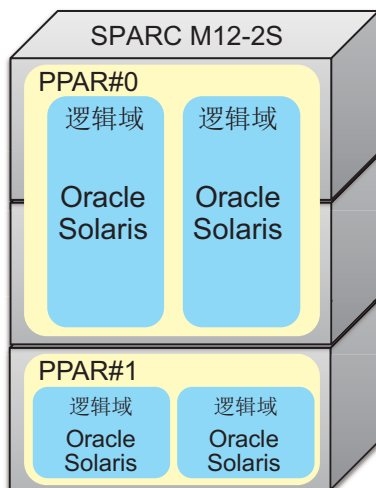 SPARC M12-2S
PPAR#0
逻辑域
Oracle
Solaris
逻辑域
Oracle
Solaris
PPAR#1
逻辑域
Oracle
Solaris
逻辑域
Oracle
Solaris